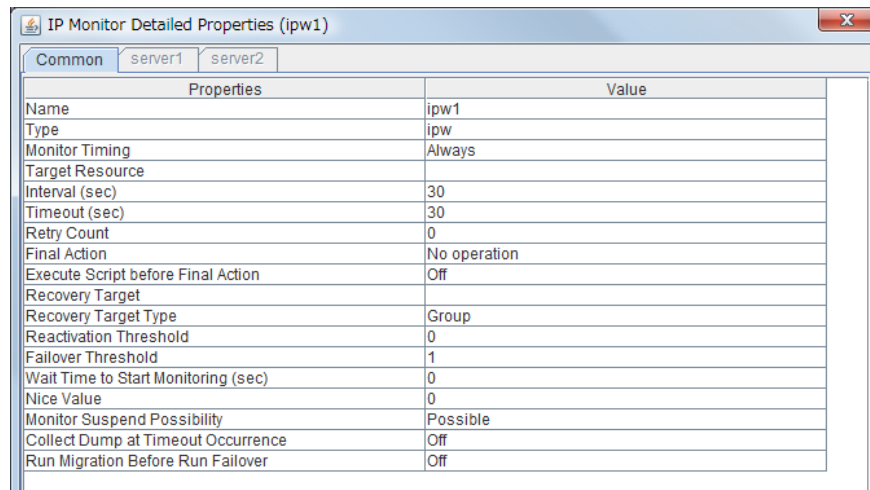 IP Monitor Detailed Properties (ipw1)
Common server1 server2
Properties Value
Name ipw1
Type ipw
Monitor Timing Always
Target Resource
Interval (sec) 30
Timeout (sec) 30
Retry Count 0
Final Action No operation
Execute Script before Final Action Off
Recovery Target
Recovery Target Type Group
Reactivation Threshold 0
Failover Threshold 1
Wait Time to Start Monitoring (sec) 0
Nice Value 0
Monitor Suspend Possibility Possible
Collect Dump at Timeout Occurrence Off
Run Migration Before Run Failover Off